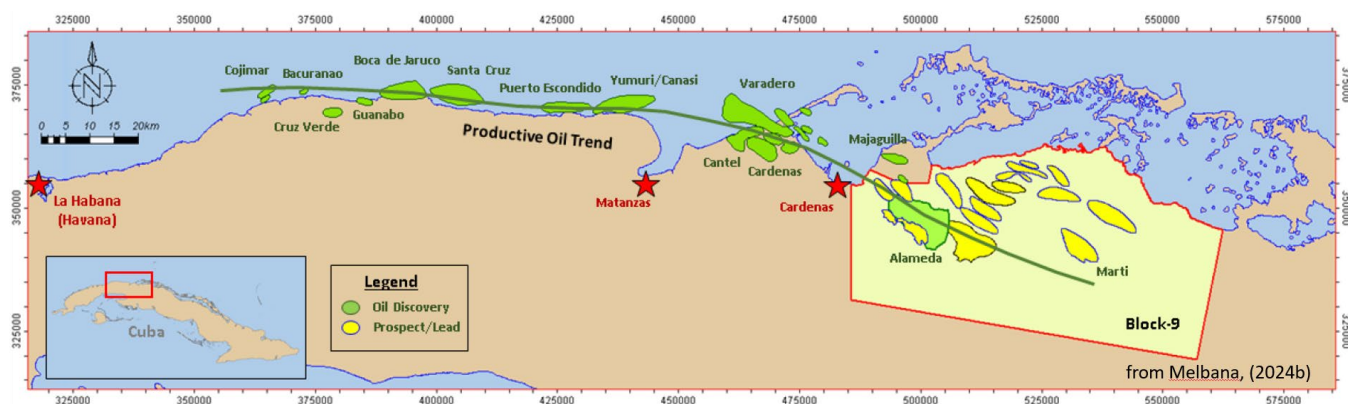 325000 350000 375000 400000 425000 450000 475000 500000 525000 550000 575000
Boca de Jaruco
Cojimar
Bacuranao
Santa Cruz
Puerto Escondido
Yumuri/Canasi
Varadero
375000
375000
N
0 5 10 15 20km
Cruz Verde
Guanabo
Productive Oil Trend
Majaguilla
Cantel
Cardenas
350000
350000
La Habana
(Havana)
Matanzas
Cardenas
Alameda
Marti
Legend
Oil Discovery
Prospect/Lead
Cuba
Block-9
325000
325000
from Melbana, (2024b)
325000 350000 375000 400000 425000 450000 475000 500000 525000 550000 575000